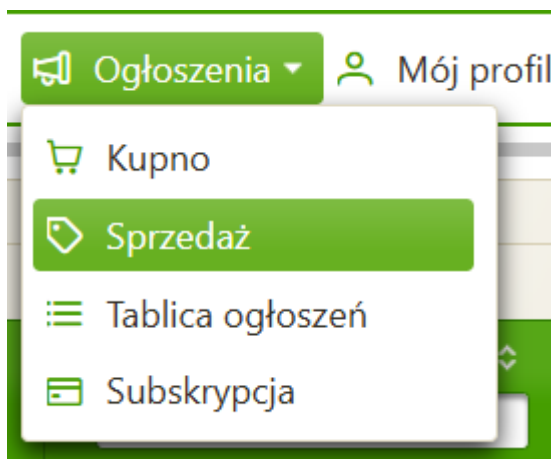 Ogłoszenia
Mój profil
Kupno
Sprzedaż
Tablica ogłoszeń
Subskrypcja